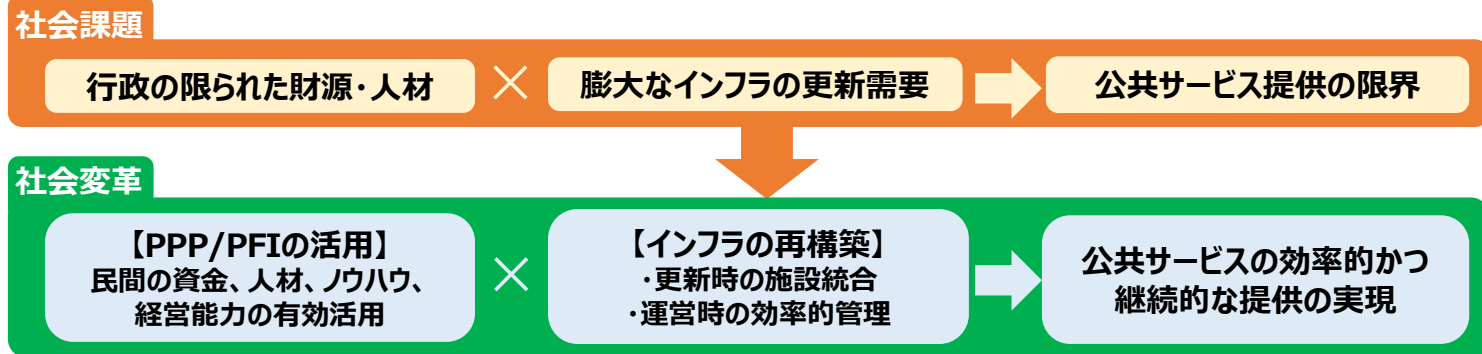 社会課題
行政の限られた財源・人材 × 膨大なインフラの更新需要 公共サービス提供の限界
社会変革
【PPP/PFIの活用】
民間の資金、人材、ノウハウ、
経営能力の有効活用
×
【インフラの再構築】
・更新時の施設統合
・運営時の効率的管理
公共サービスの効率的かつ
継続的な提供の実現